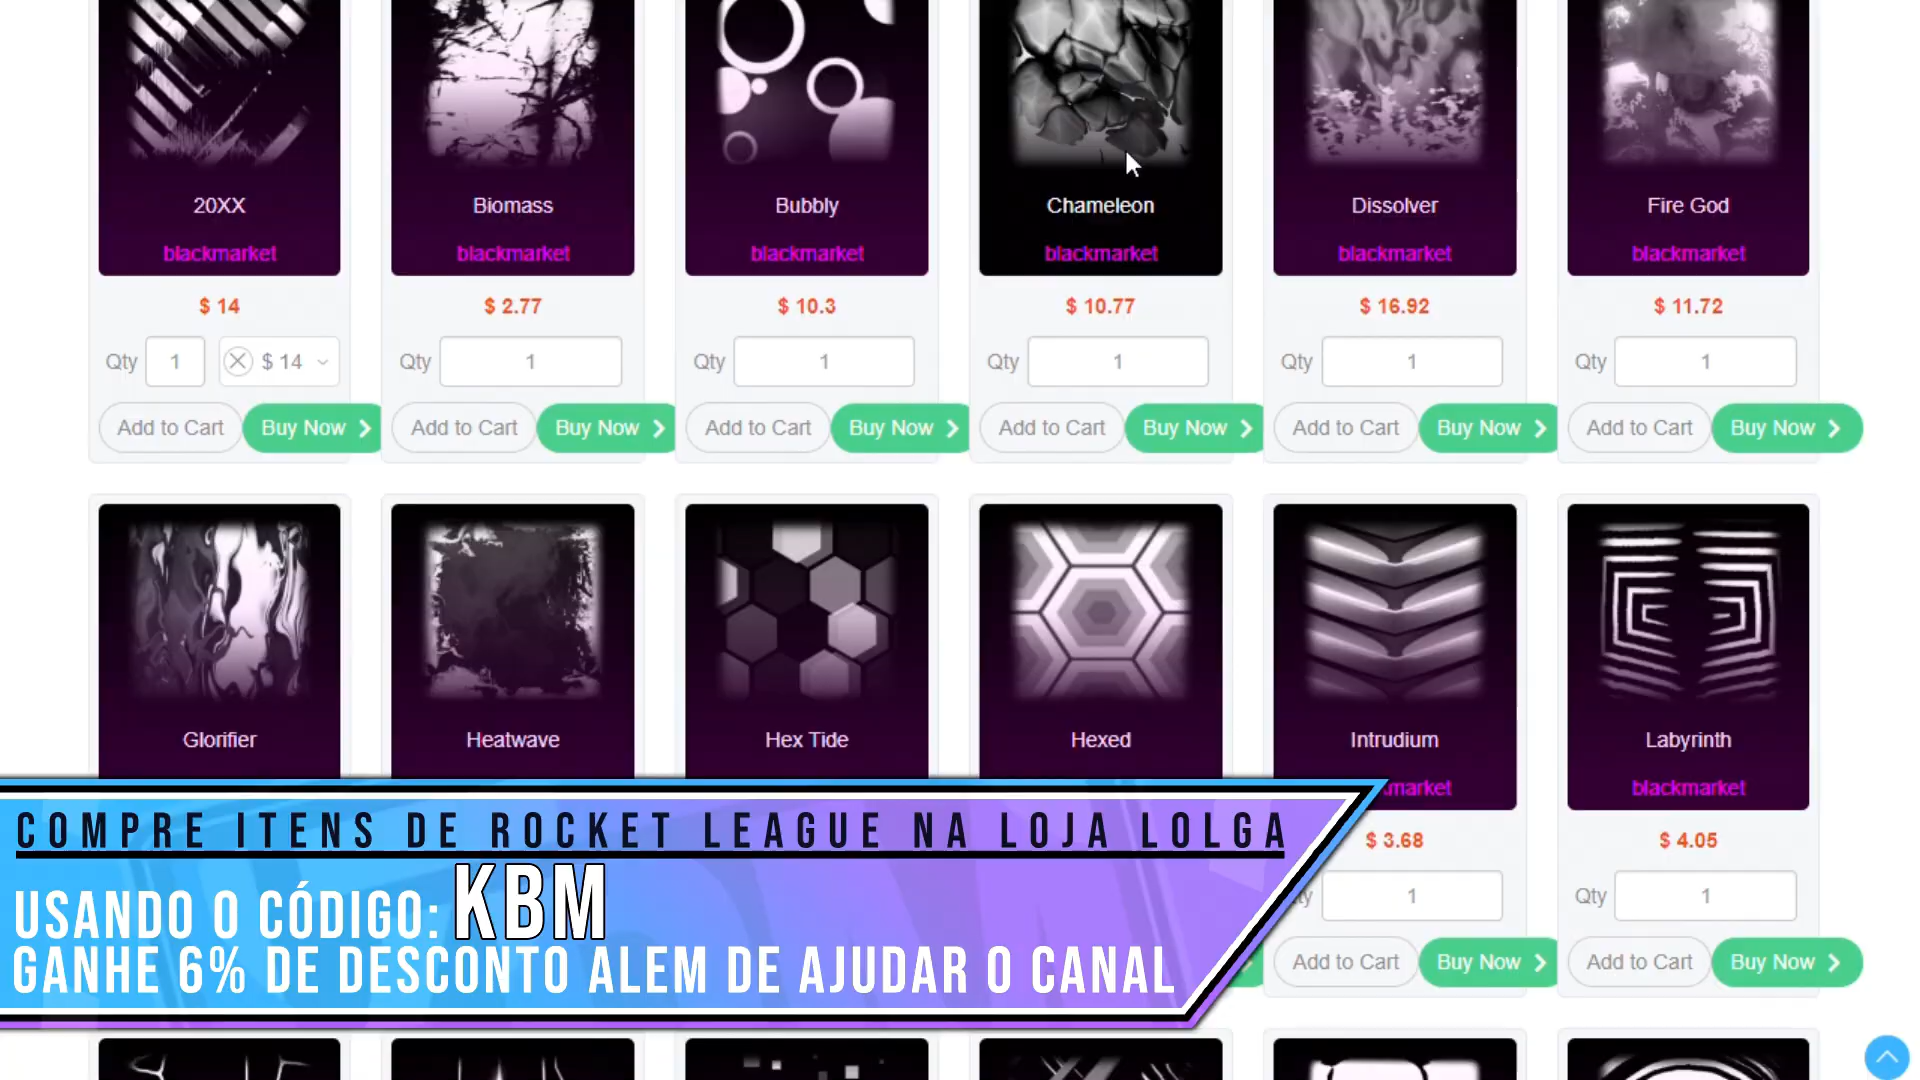 20XX Biomass Bubbly Chameleon Dissolver Fire God
blackmarket blackmarket blackmarket blackmarket blackmarket blackmarket
$ 14 $ 2.77 $ 10.3 $ 10.77 $ 16.92 $ 11.72
Qty 1 $ 14 Qty 1 Qty 1 Qty 1 Qty 1 Qty 1
Add to Cart Buy Now Add to Cart Buy Now Add to Cart Buy Now Add to Cart Buy Now Add to Cart Buy Now Add to Cart Buy Now
Glorifier Heatwave Hex Tide Hexed Intrudium Labyrinth
blackmarket
COMPRE ITENS DE ROCKET LEAGUE NA LOJA LOLGA
$ 3.68 $ 4.05
USANDO O CÓDIGO: KBM
1 Qty 1
GANHE 6% DE DESCONTO ALEM DE AJUDAR O CANAL
Add to Cart Buy Now Add to Cart Buy Now